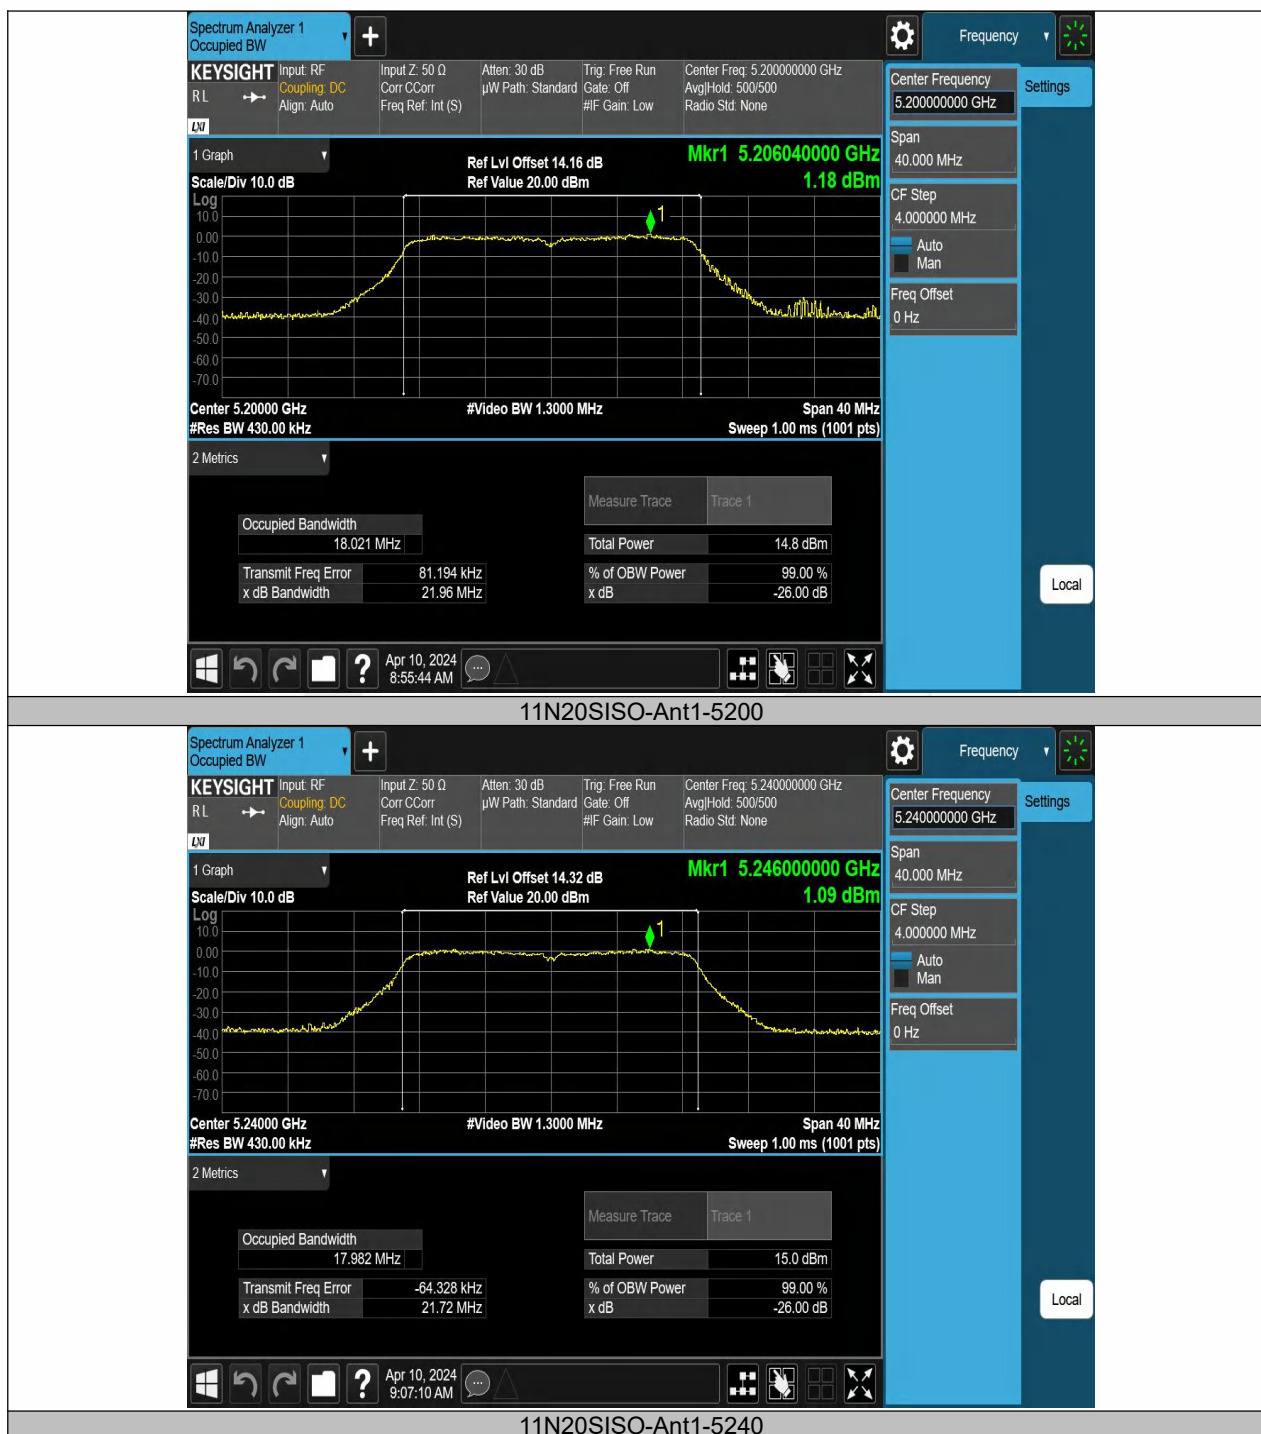 Spectrum Analyzer 1
Occupied BW
+
Frequency
KEYSIGHT
R L
LXI
Input: RF
Coupling: DC
Align: Auto
Input Z: 50 Ω
Corr CCorr
Freq Ref: Int (S)
Atten: 30 dB
µW Path: Standard
Trig: Free Run
Gate: Off
#IF Gain: Low
Center Freq: 5.200000000 GHz
Avg|Hold: 500/500
Radio Std: None
Center Frequency
5.200000000 GHz
Settings
Span
40.000 MHz
CF Step
4.000000 MHz
Auto
Man
Freq Offset
0 Hz
1 Graph
Scale/Div 10.0 dB
Ref Lvl Offset 14.16 dB
Ref Value 20.00 dBm
Mkr1 5.206040000 GHz
1.18 dBm
Log
10.0
0.00
-10.0
-20.0
-30.0
-40.0
-50.0
-60.0
-70.0
1
Center 5.20000 GHz
#Res BW 430.00 kHz
#Video BW 1.3000 MHz
Span 40 MHz
Sweep 1.00 ms (1001 pts)
2 Metrics
Measure Trace Trace 1
Occupied Bandwidth
18.021 MHz
Total Power 14.8 dBm
Transmit Freq Error 81.194 kHz
% of OBW Power 99.00 %
x dB Bandwidth 21.96 MHz
x dB -26.00 dB
Local
?
Apr 10, 2024
8:55:44 AM
11N20SISO-Ant1-5200
Spectrum Analyzer 1
Occupied BW
+
Frequency
KEYSIGHT
R L
LXI
Input: RF
Coupling: DC
Align: Auto
Input Z: 50 Ω
Corr CCorr
Freq Ref: Int (S)
Atten: 30 dB
µW Path: Standard
Trig: Free Run
Gate: Off
#IF Gain: Low
Center Freq: 5.240000000 GHz
Avg|Hold: 500/500
Radio Std: None
Center Frequency
5.240000000 GHz
Settings
Span
40.000 MHz
CF Step
4.000000 MHz
Auto
Man
Freq Offset
0 Hz
1 Graph
Scale/Div 10.0 dB
Ref Lvl Offset 14.32 dB
Ref Value 20.00 dBm
Mkr1 5.246000000 GHz
1.09 dBm
Log
10.0
0.00
-10.0
-20.0
-30.0
-40.0
-50.0
-60.0
-70.0
1
Center 5.24000 GHz
#Res BW 430.00 kHz
#Video BW 1.3000 MHz
Span 40 MHz
Sweep 1.00 ms (1001 pts)
2 Metrics
Measure Trace Trace 1
Occupied Bandwidth
17.982 MHz
Total Power 15.0 dBm
Transmit Freq Error -64.328 kHz
% of OBW Power 99.00 %
x dB Bandwidth 21.72 MHz
x dB -26.00 dB
Local
?
Apr 10, 2024
9:07:10 AM
11N20SISO-Ant1-5240